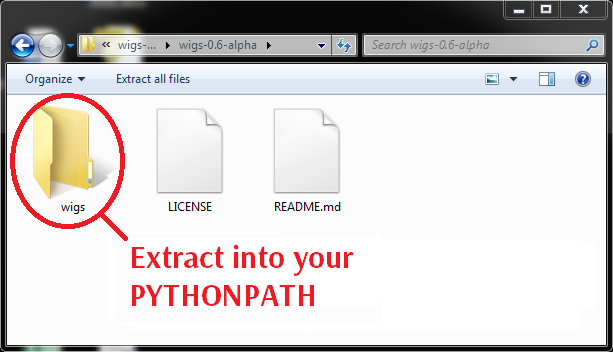 « wigs-... ▸ wigs-0.6-alpha ▸
Search wigs-0.6-alpha
Organize ▾ Extract all files
wigs LICENSE README.md
Extract into your
PYTHONPATH